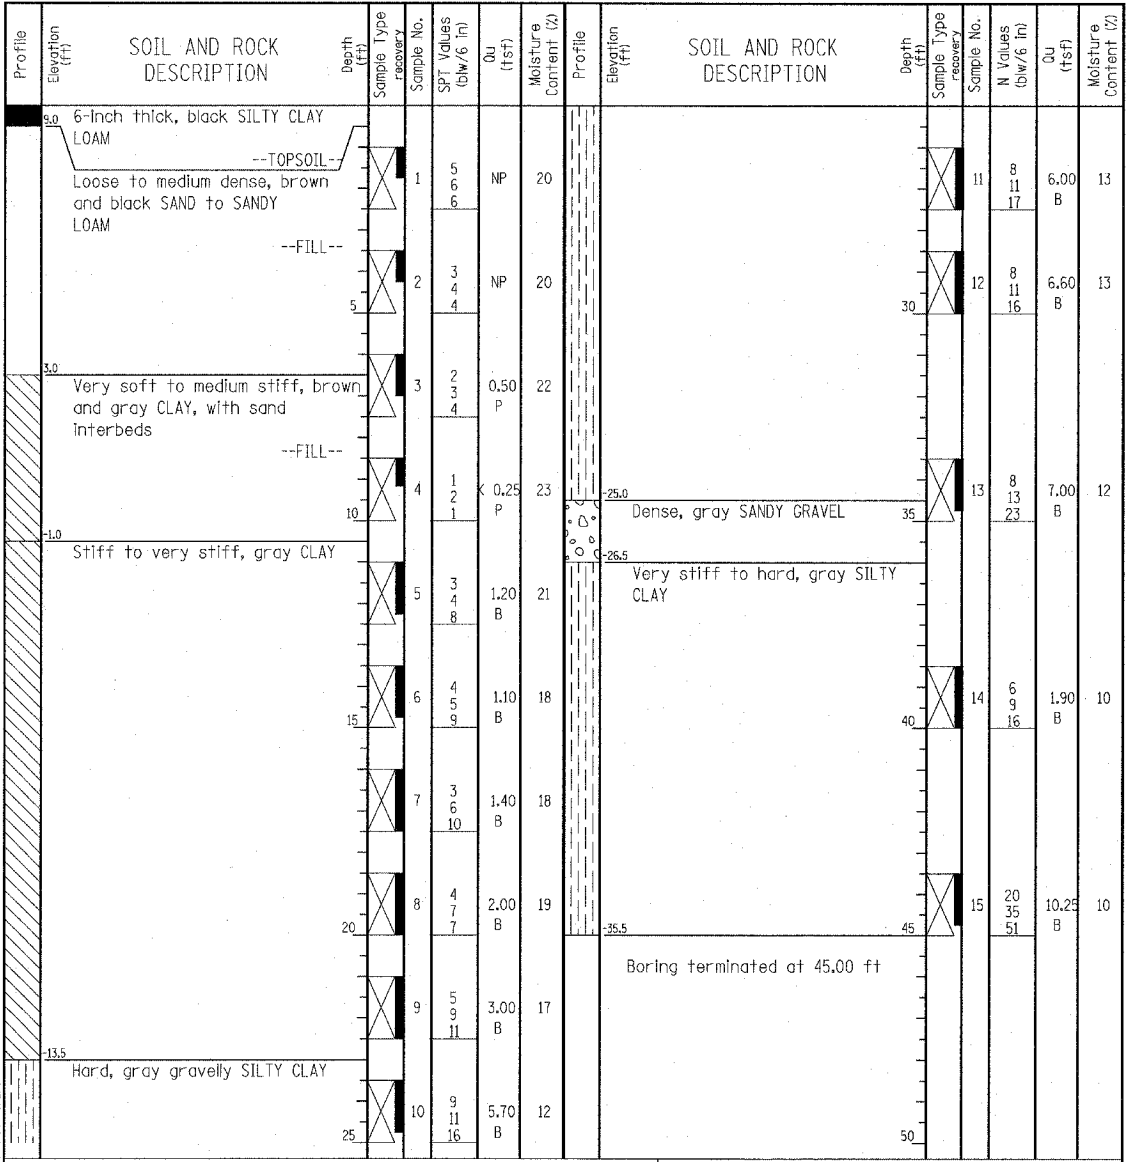 Profile
Elevation (ft)
SOIL AND ROCK
DESCRIPTION
Depth (ft)
Sample Type
recovery
Sample No.
SPT Values
(blw/6 in)
Qu
(tsf)
Moisture
Content (%)
9.0 6-inch thick, black SILTY CLAY
LOAM
--TOPSOIL--
Loose to medium dense, brown
and black SAND to SANDY
LOAM
--FILL--
1 5 6 6 NP 20
2 3 4 4 NP 20
5
3.0
Very soft to medium stiff, brown
and gray CLAY, with sand
interbeds
--FILL--
3 2 3 4 0.50 P 22
4 1 2 1 < 0.25 P 23
10
-1.0
Stiff to very stiff, gray CLAY
5 3 4 8 1.20 B 21
6 4 5 9 1.10 B 18
15
7 3 6 10 1.40 B 18
8 4 7 7 2.00 B 19
20
9 5 9 11 3.00 B 17
-13.5
Hard, gray gravelly SILTY CLAY
10 9 11 16 5.70 B 12
25
Profile
Elevation (ft)
SOIL AND ROCK
DESCRIPTION
Depth (ft)
Sample Type
recovery
Sample No.
N Values
(blw/6 in)
Qu
(tsf)
Moisture
Content (%)
11 8 11 17 6.00 B 13
12 8 11 16 6.60 B 13
30
13 8 13 23 7.00 B 12
-25.0
Dense, gray SANDY GRAVEL
35
-26.5
Very stiff to hard, gray SILTY
CLAY
14 6 9 16 1.90 B 10
40
15 20 35 51 10.25 B 10
-35.5
45
Boring terminated at 45.00 ft
50